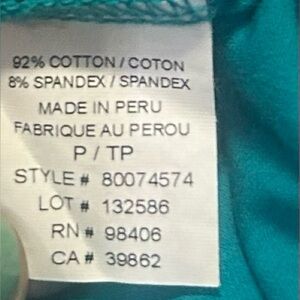 92% COTTON / COTON
8% SPANDEX / SPANDEX
MADE IN PERU
FABRIQUE AU PEROU
P / TP
STYLE # 80074574
LOT # 132586
RN # 98406
CA # 39862